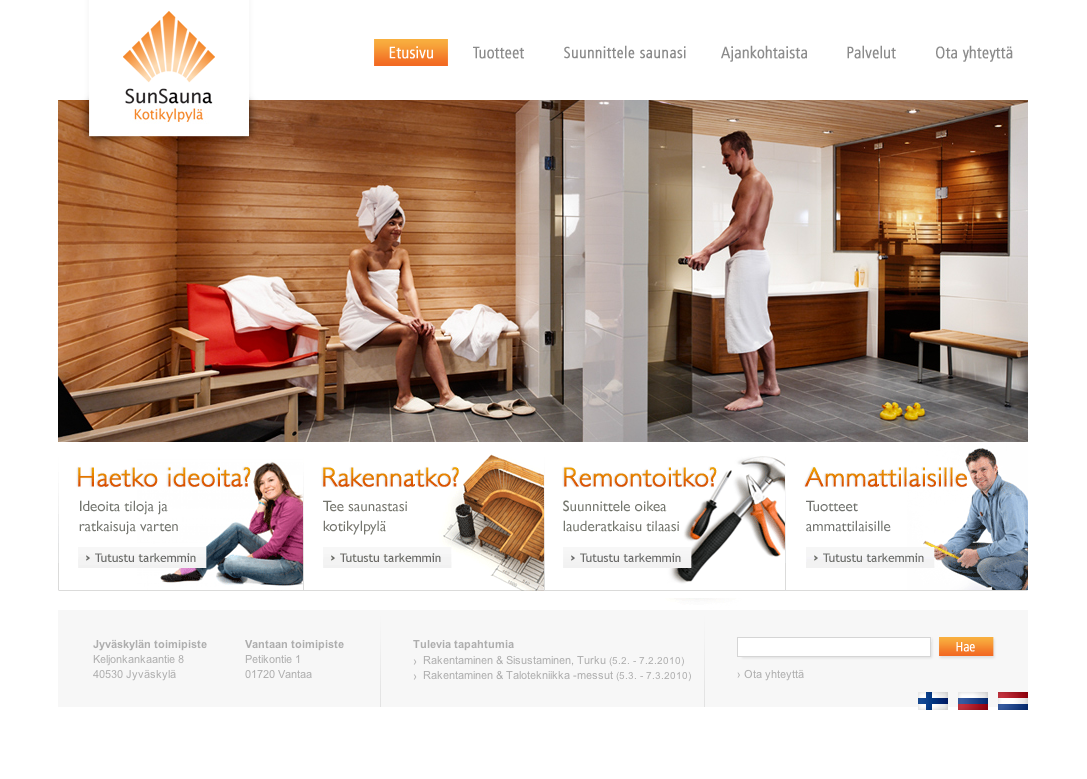 SunSauna
Kotikylpylä
Etusivu
Tuotteet
Suunnittele saunasi
Ajankohtaista
Palvelut
Ota yhteyttä
Haetko ideoita?
Ideoita tiloja ja
ratkaisuja varten
› Tutustu tarkemmin
Rakennatko?
Tee saunastasi
kotikylpylä
› Tutustu tarkemmin
Remontoitko?
Suunnittele oikea
lauderatkaisu tilaasi
› Tutustu tarkemmin
Ammattilaisille
Tuotteet
ammattilaisille
› Tutustu tarkemmin
Jyväskylän toimipiste
Keljonkankaantie 8
40530 Jyväskylä
Vantaan toimipiste
Petikontie 1
01720 Vantaa
Tulevia tapahtumia
› Rakentaminen & Sisustaminen, Turku (5.2. - 7.2.2010)
› Rakentaminen & Talotekniikka -messut (5.3. - 7.3.2010)
Hae
› Ota yhteyttä